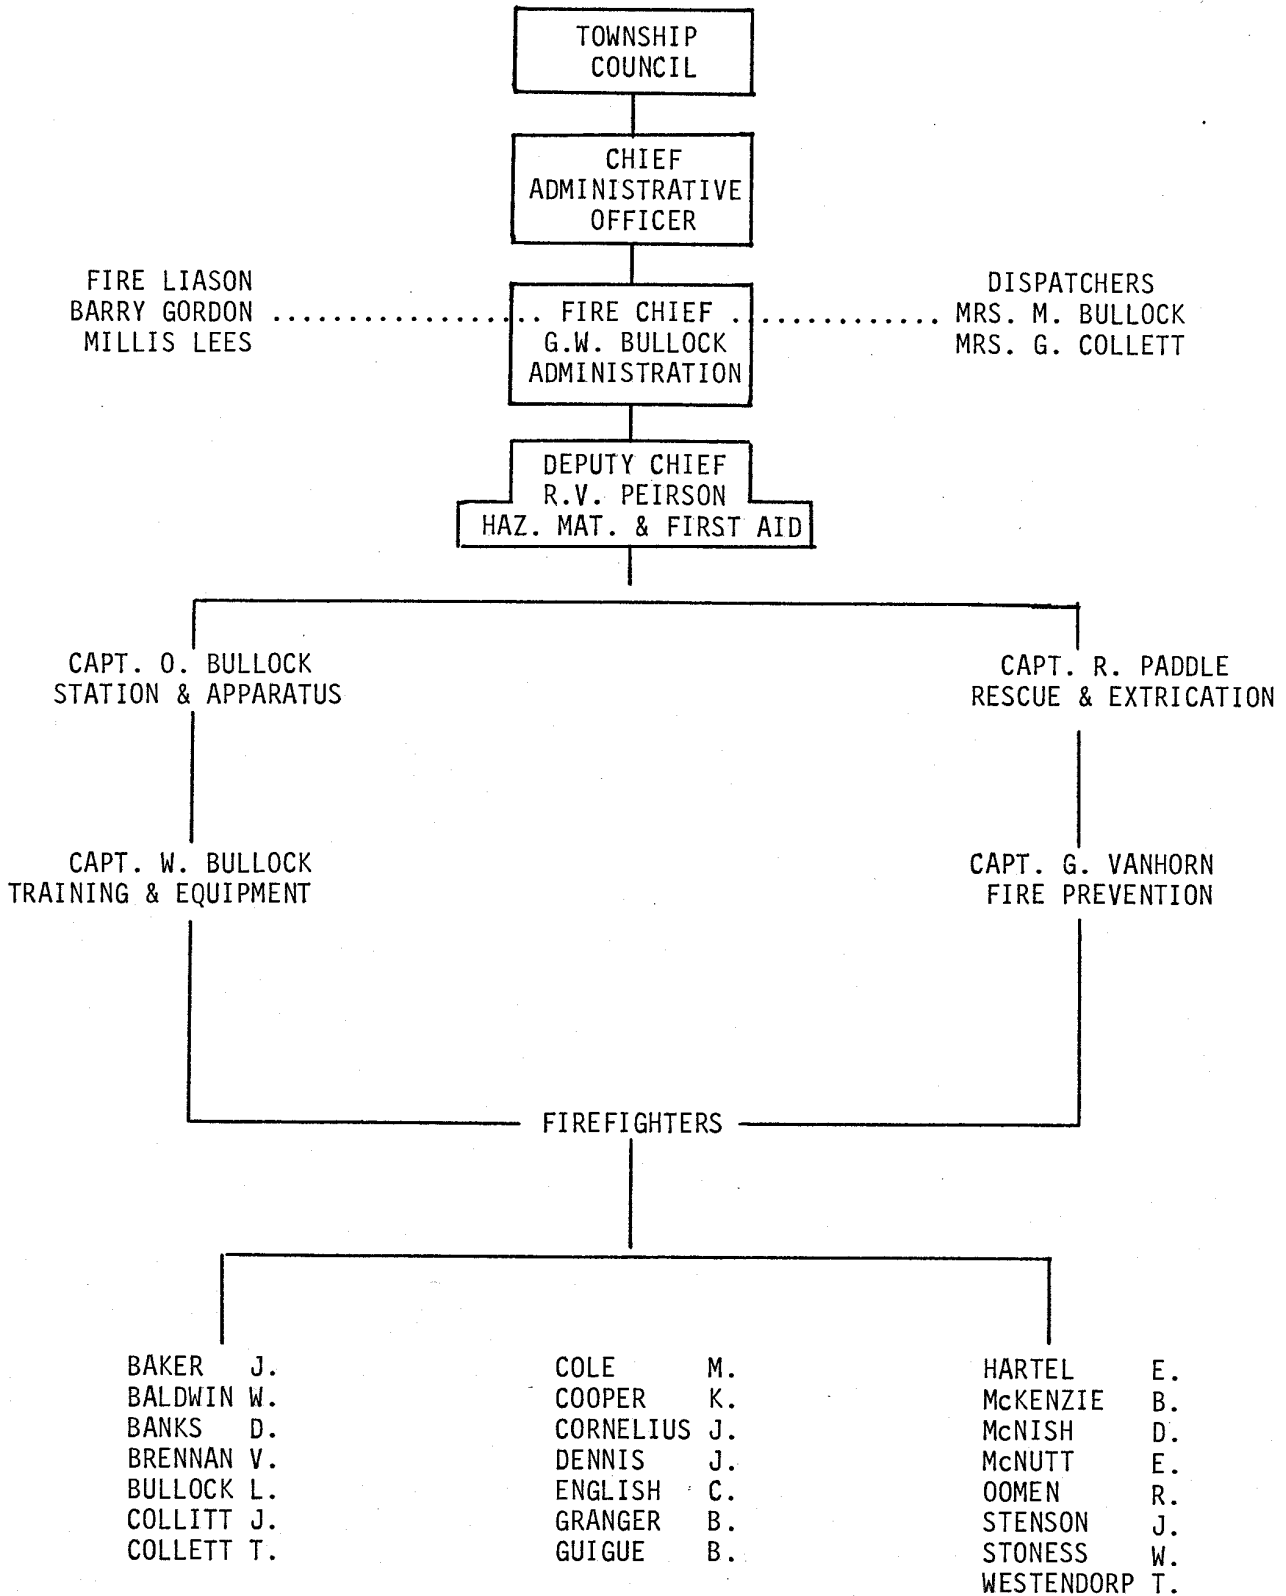 TOWNSHIP
COUNCIL
CHIEF
ADMINISTRATIVE
OFFICER
FIRE LIASON
BARRY GORDON
MILLIS LEES
FIRE CHIEF
G.W. BULLOCK
ADMINISTRATION
DISPATCHERS
MRS. M. BULLOCK
MRS. G. COLLETT
DEPUTY CHIEF
R.V. PEIRSON
HAZ. MAT. & FIRST AID
CAPT. O. BULLOCK
STATION & APPARATUS
CAPT. R. PADDLE
RESCUE & EXTRICATION
CAPT. W. BULLOCK
TRAINING & EQUIPMENT
CAPT. G. VANHORN
FIRE PREVENTION
FIREFIGHTERS
BAKER J.
BALDWIN W.
BANKS D.
BRENNAN V.
BULLOCK L.
COLLITT J.
COLLETT T.
COLE M.
COOPER K.
CORNELIUS J.
DENNIS J.
ENGLISH C.
GRANGER B.
GUIGUE B.
HARTEL E.
McKENZIE B.
McNISH D.
McNUTT E.
OOMEN R.
STENSON J.
STONESS W.
WESTENDORP T.